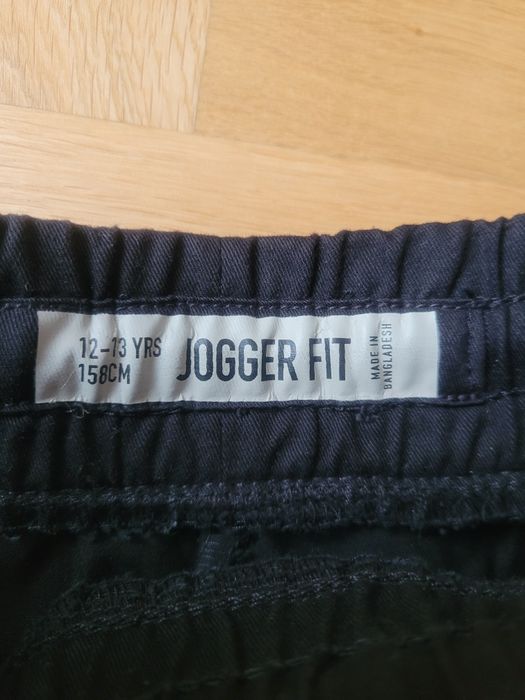 12-13 YRS
158CM
JOGGER FIT
MADE IN
BANGLADESH